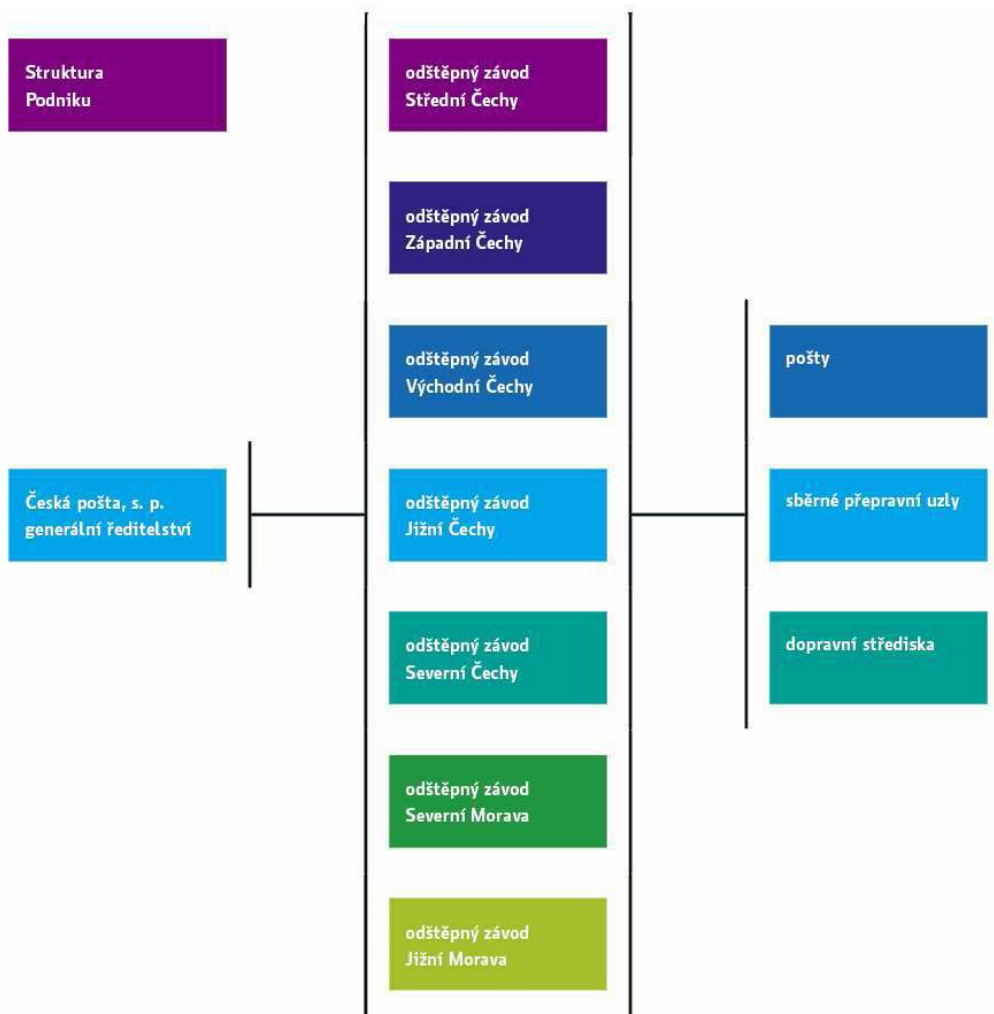 Struktura
Podniku
odštěpný závod
Střední Čechy
odštěpný závod
Západní Čechy
odštěpný závod
Východní Čechy
pošty
Česká pošta, s. p.
generální ředitelství
odštěpný závod
Jižní Čechy
sběrné přepravní uzly
odštěpný závod
Severní Čechy
dopravní střediska
odštěpný závod
Severní Morava
odštěpný závod
Jižní Morava